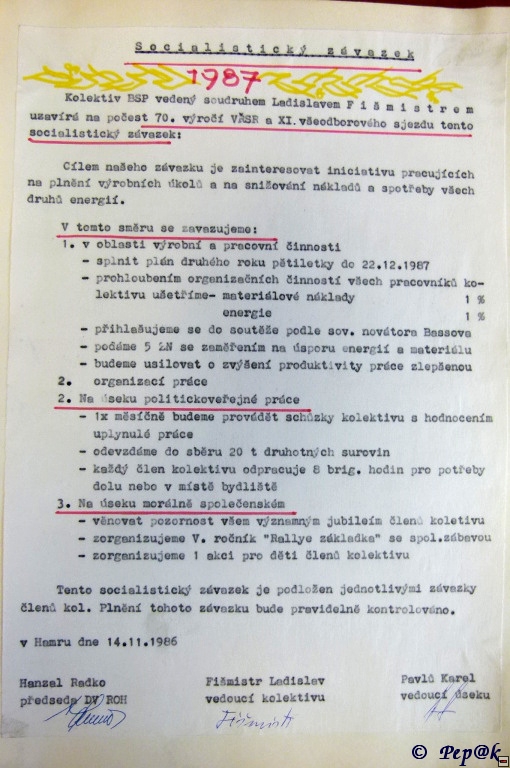 Socialistický závazek
1987
Kolektiv BSP vedený soudruhem Ladislavem Fišmistrem
uzavírá na počest 70. výročí VŘSR a XI.všeodborového sjezdu tento
socialistický závazek:
Cílem našeho závazku je zainteresovat iniciativu pracujících
na plnění výrobních úkolů a na snižování nákladů a spotřeby všech
druhů energií.
V tomto směru se zavazujeme:
1. v oblasti výrobní a pracovní činnosti
- splnit plán druhého roku pětiletky do 22.12.1987
- prohloubením organizačních činností všech pracovníků ko-
lektivu ušetříme- materiálové náklady 1 %
energie 1 %
- přihlašujeme se do soutěže podle sov. novátora Bassova
- podáme 5 ZN se zaměřením na úsporu energií a materiálu
- budeme usilovat o zvýšení produktivity práce zlepšenou
2. organizací práce
2. Na úseku politickoveřejné práce
- 1x měsíčně budeme provádět schůzky kolektivu s hodnocením
uplynulé práce
- odevzdáme do sběru 20 t druhotných surovin
- každý člen kolektivu odpracuje 8 brig. hodin pro potřeby
dolu nebo v místě bydliště
3. Na úseku morálně společenském
- věnovat pozornost všem významným jubileím členů koletivu
- zorganizujeme V. ročník "Rallye základka" se spol.zábavou
- zorganizujeme 1 akci pro děti členů kolektivu
Tento socialistický závazek je podložen jednotlivými závazky
členů kol. Plnění tohoto závazku bude pravidelně kontrolováno.
v Hamru dne 14.11.1986
Hanzal Radko Fišmistr Ladislav Pavlů Karel
předseda DV ROH vedoucí kolektivu vedoucí úseku
Fišmistr
© Pep@k